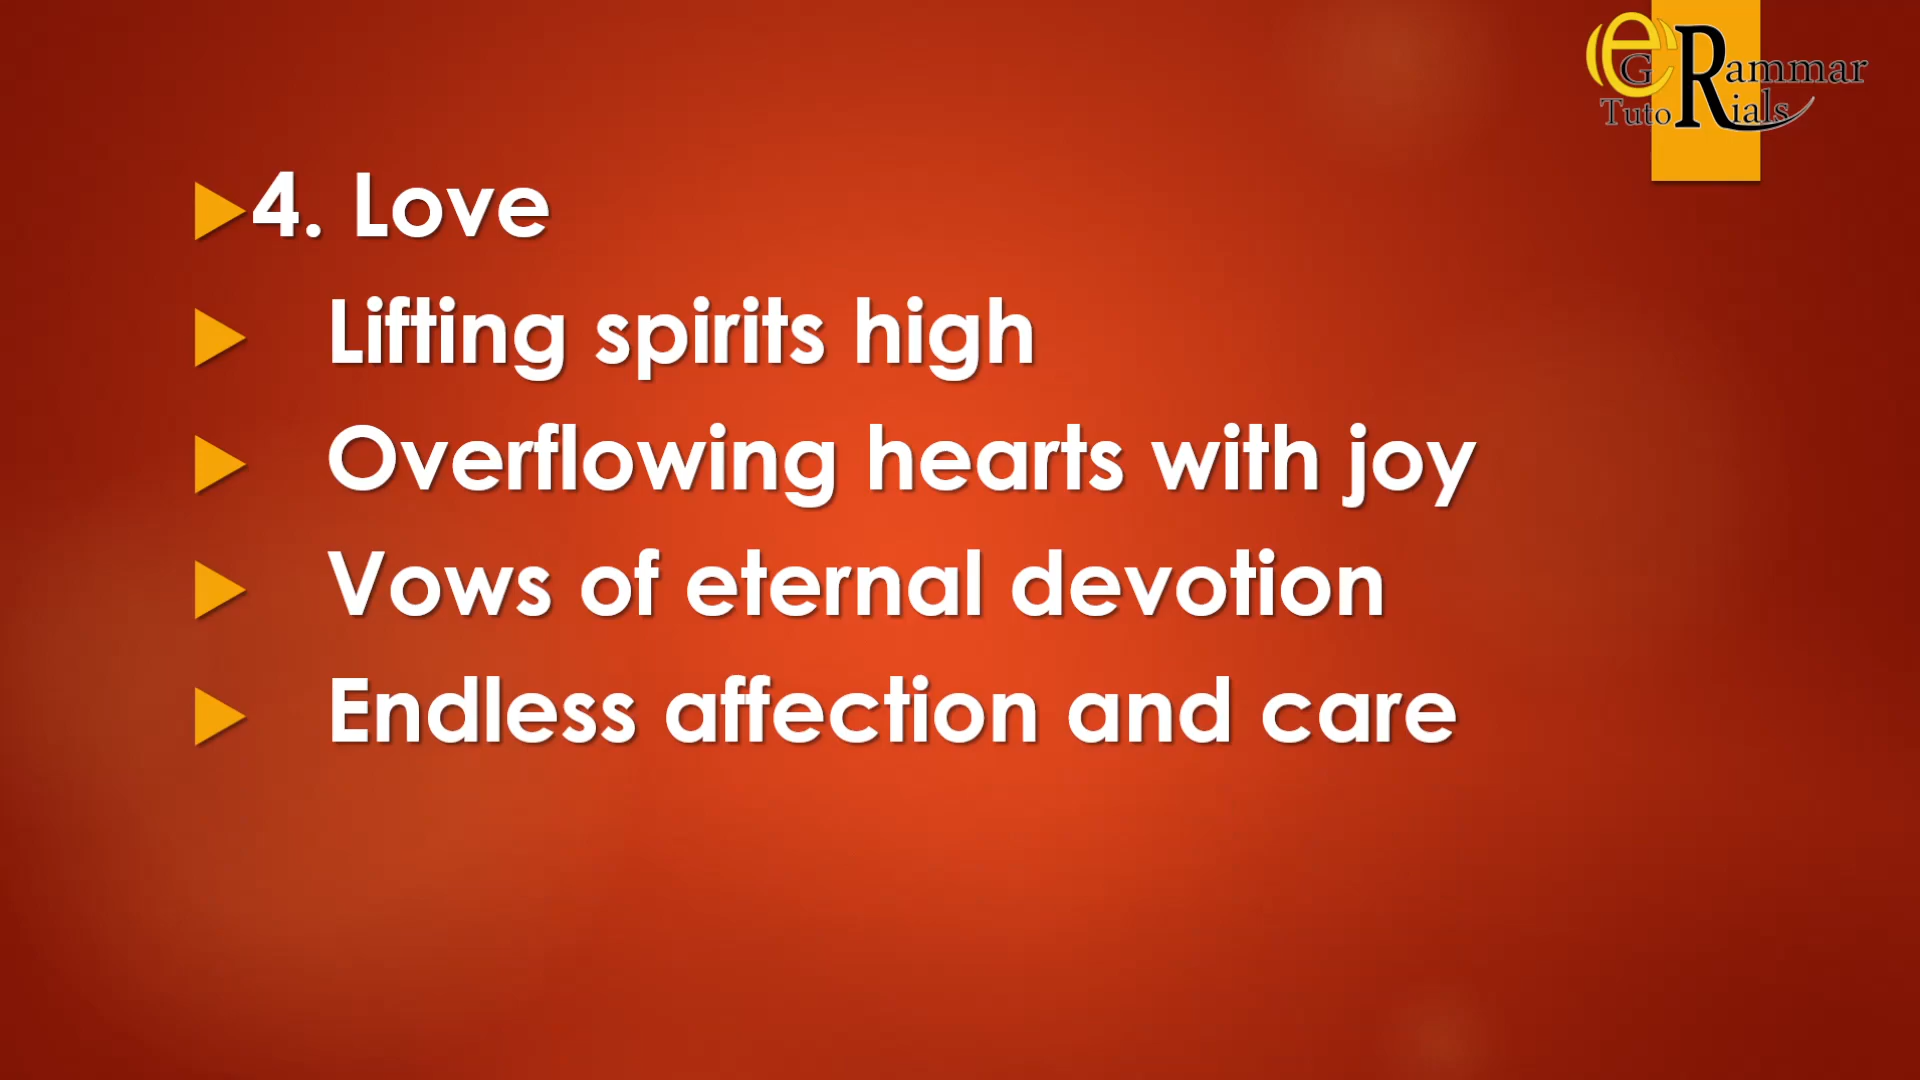 eGRammar
TutoRials
4. Love
Lifting spirits high
Overflowing hearts with joy
Vows of eternal devotion
Endless affection and care